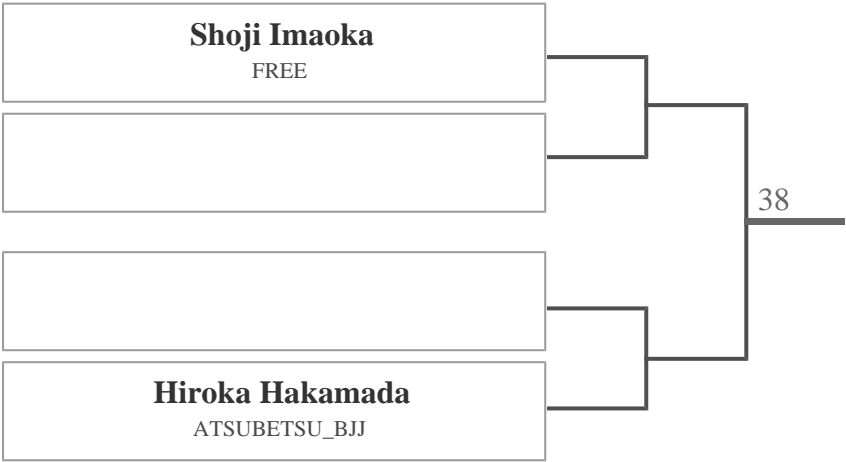 Shoji Imaoka
FREE
38
Hiroka Hakamada
ATSUBETSU_BJJ